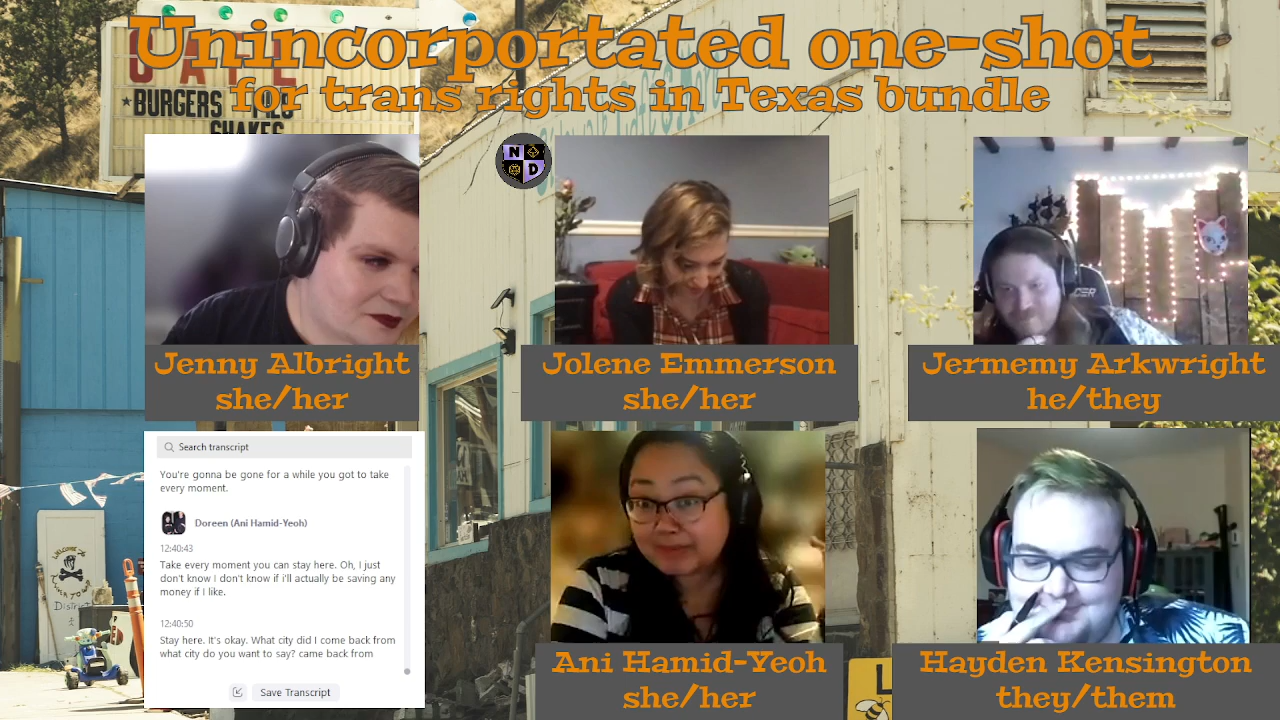 Unincorportated one-shot
for trans rights in Texas bundle
CAFE
★BURGERS PIES
SHAKES
N
D
Jenny Albright
she/her
Jolene Emmerson
she/her
Jermemy Arkwright
he/they
Search transcript
You're gonna be gone for a while you got to take
every moment.
Doreen (Ani Hamid-Yeoh)
12:40:43
Take every moment you can stay here. Oh, I just
don't know I don't know if i'll actually be saving any
money if I like.
12:40:50
Stay here. It's okay. What city did I come back from
what city do you want to say? came back from
Save Transcript
Ani Hamid-Yeoh
she/her
Hayden Kensington
they/them
WELCOME
District
L